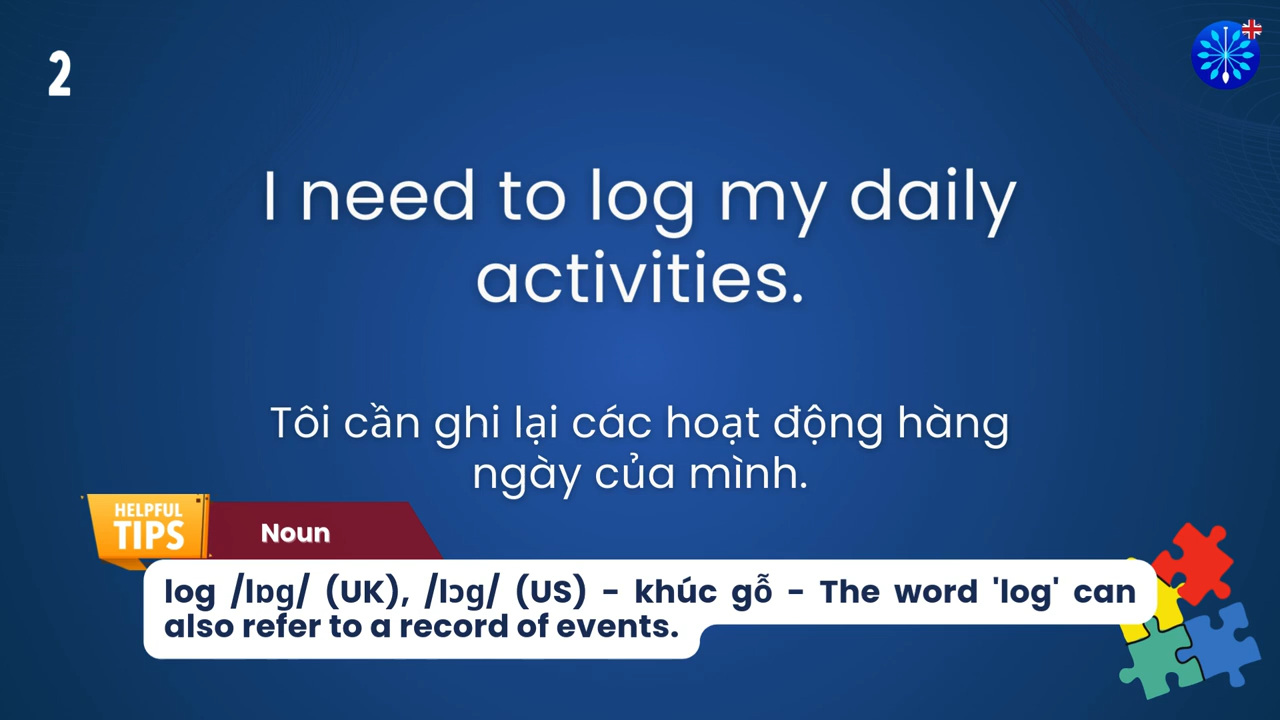 2
I need to log my daily
activities.
Tôi cần ghi lại các hoạt động hàng
ngày của mình.
HELPFUL
TIPS
Noun
log /lɒg/ (UK), /lɔg/ (US) - khúc gỗ - The word 'log' can
also refer to a record of events.